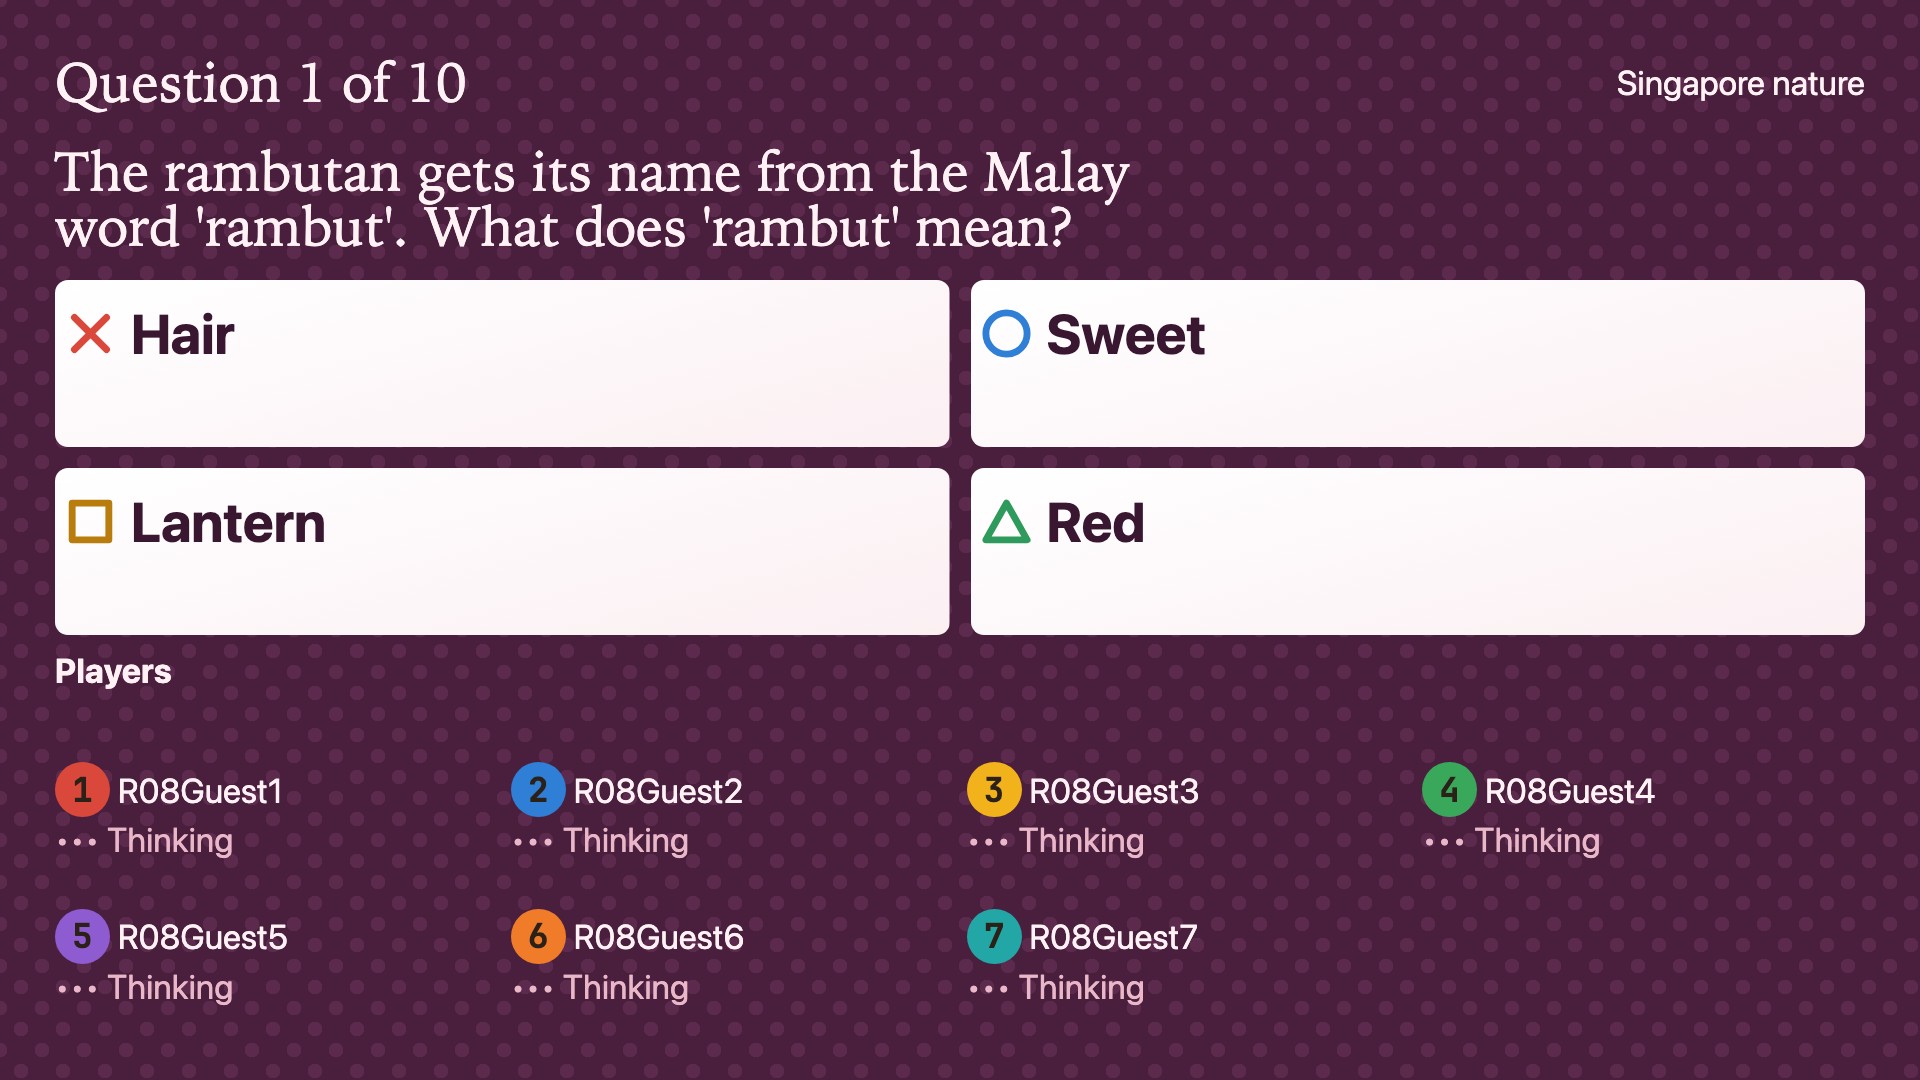 Question 1 of 10
Singapore nature
The rambutan gets its name from the Malay
word 'rambut'. What does 'rambut' mean?
Hair
Sweet
Lantern
Red
Players
1 R08Guest1
... Thinking
2 R08Guest2
... Thinking
3 R08Guest3
... Thinking
4 R08Guest4
... Thinking
5 R08Guest5
... Thinking
6 R08Guest6
... Thinking
7 R08Guest7
... Thinking